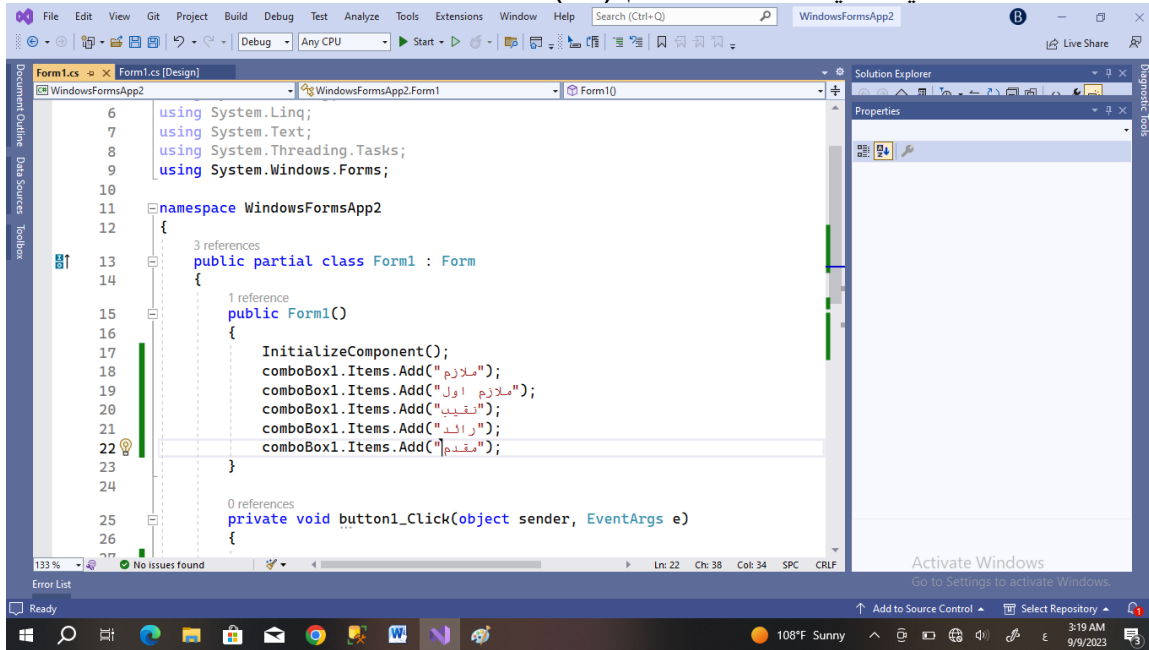 File Edit View Git Project Build Debug Test Analyze Tools Extensions Window Help Search (Ctrl+Q) WindowsFormsApp2 B
Debug Any CPU Start Live Share
Form1.cs Form1.cs [Design]
WindowsFormsApp2 WindowsFormsApp2.Form1 Form1()
Document Outline
Data Sources
Toolbox
6 using System.Linq;
7 using System.Text;
8 using System.Threading.Tasks;
9 using System.Windows.Forms;
10
11 namespace WindowsFormsApp2
12 {
3 references
13 public partial class Form1 : Form
14 {
1 reference
15 public Form1()
16 {
17 InitializeComponent();
18 comboBox1.Items.Add("ملازم");
19 comboBox1.Items.Add("ملازم اول");
20 comboBox1.Items.Add("نقيب");
21 comboBox1.Items.Add("رائد");
22 comboBox1.Items.Add("مقدم");
23 }
24
0 references
25 private void button1_Click(object sender, EventArgs e)
26 {
27
Solution Explorer
Properties
Diagnostic Tools
133 % No issues found Ln: 22 Ch: 38 Col: 34 SPC CRLF
Activate Windows
Go to Settings to activate Windows.
Error List
Ready Add to Source Control Select Repository 1
108°F Sunny ع 3:19 AM
9/9/2023 3